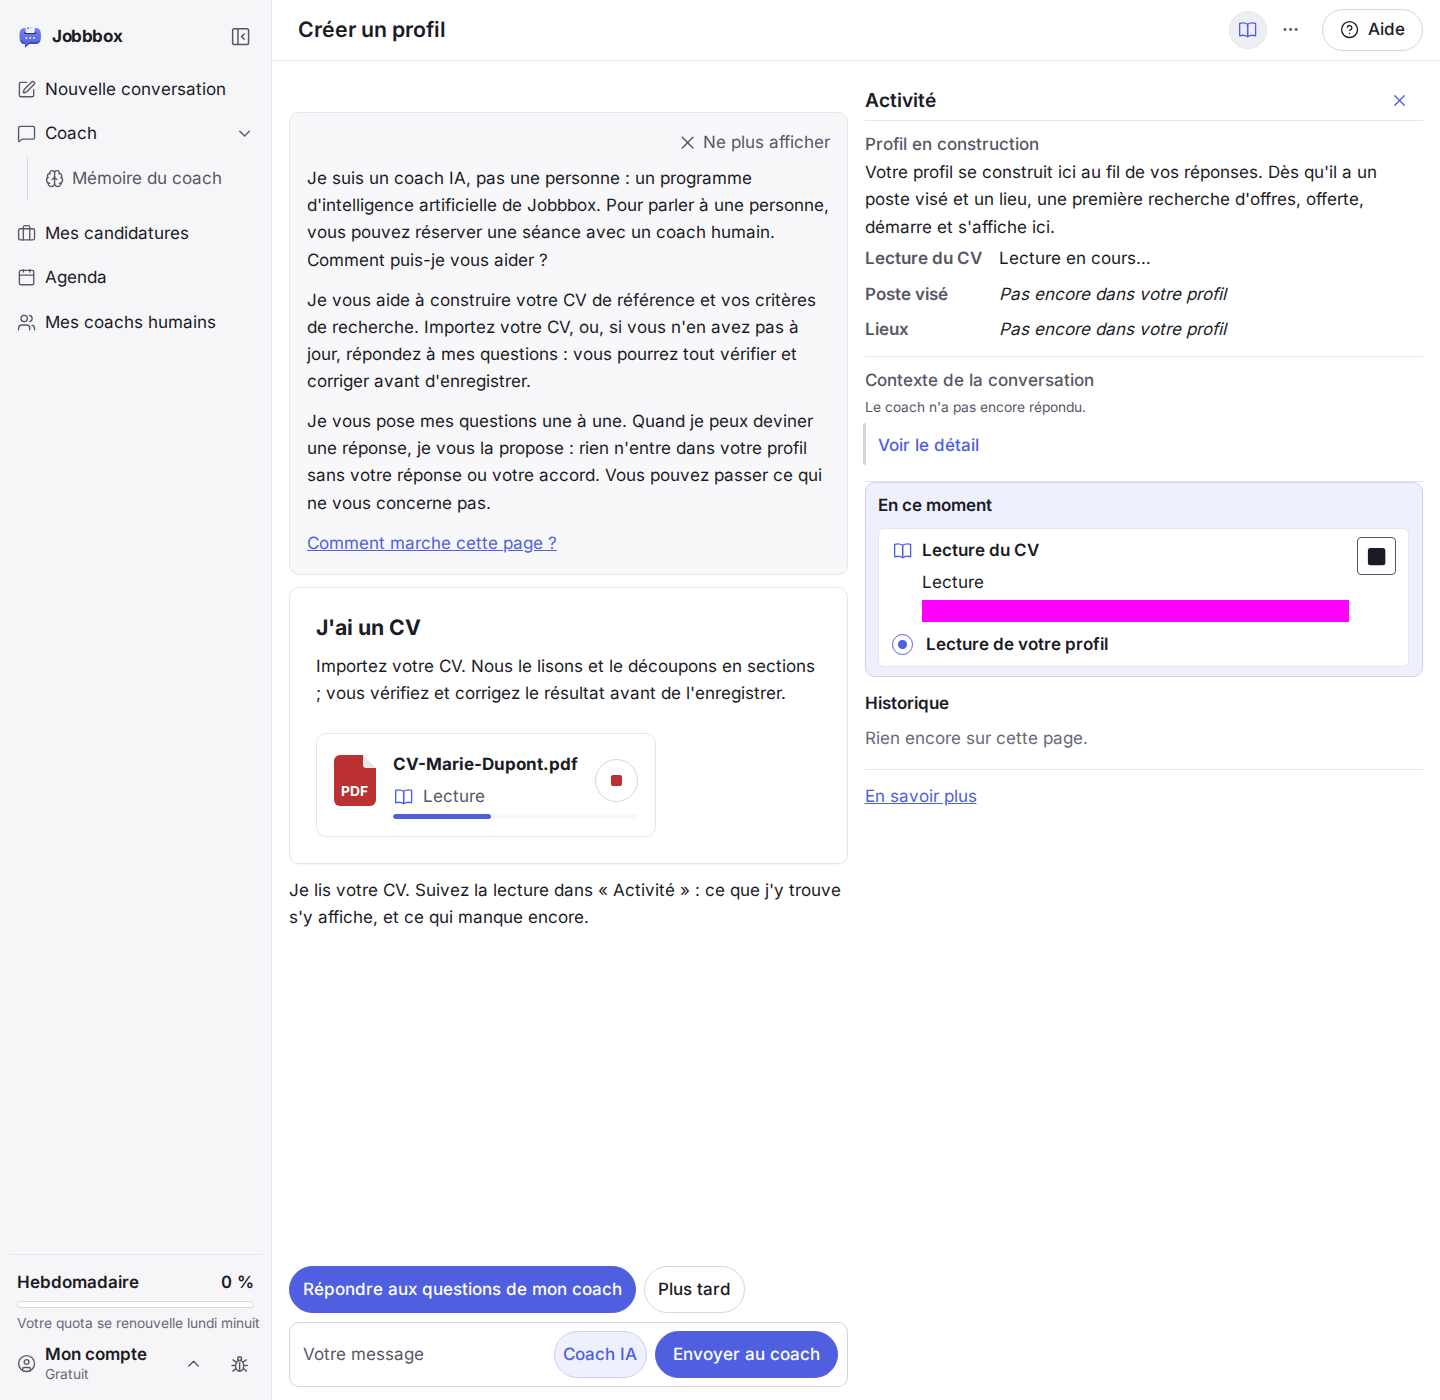 Jobbbox
Nouvelle conversation
Coach
Mémoire du coach
Mes candidatures
Agenda
Mes coachs humains
Hebdomadaire 0 %
Votre quota se renouvelle lundi minuit
Mon compte
Gratuit
Créer un profil
Aide
Ne plus afficher
Je suis un coach IA, pas une personne : un programme
d'intelligence artificielle de Jobbbox. Pour parler à une personne,
vous pouvez réserver une séance avec un coach humain.
Comment puis-je vous aider ?
Je vous aide à construire votre CV de référence et vos critères
de recherche. Importez votre CV, ou, si vous n'en avez pas à
jour, répondez à mes questions : vous pourrez tout vérifier et
corriger avant d'enregistrer.
Je vous pose mes questions une à une. Quand je peux deviner
une réponse, je vous la propose : rien n'entre dans votre profil
sans votre réponse ou votre accord. Vous pouvez passer ce qui
ne vous concerne pas.
Comment marche cette page ?
J'ai un CV
Importez votre CV. Nous le lisons et le découpons en sections
; vous vérifiez et corrigez le résultat avant de l'enregistrer.
PDF
CV-Marie-Dupont.pdf
Lecture
Je lis votre CV. Suivez la lecture dans « Activité » : ce que j'y trouve
s'y affiche, et ce qui manque encore.
Répondre aux questions de mon coach
Plus tard
Votre message
Coach IA
Envoyer au coach
Activité
Profil en construction
Votre profil se construit ici au fil de vos réponses. Dès qu'il a un
poste visé et un lieu, une première recherche d'offres, offerte,
démarre et s'affiche ici.
Lecture du CV Lecture en cours...
Poste visé Pas encore dans votre profil
Lieux Pas encore dans votre profil
Contexte de la conversation
Le coach n'a pas encore répondu.
Voir le détail
En ce moment
Lecture du CV
Lecture
Lecture de votre profil
Historique
Rien encore sur cette page.
En savoir plus